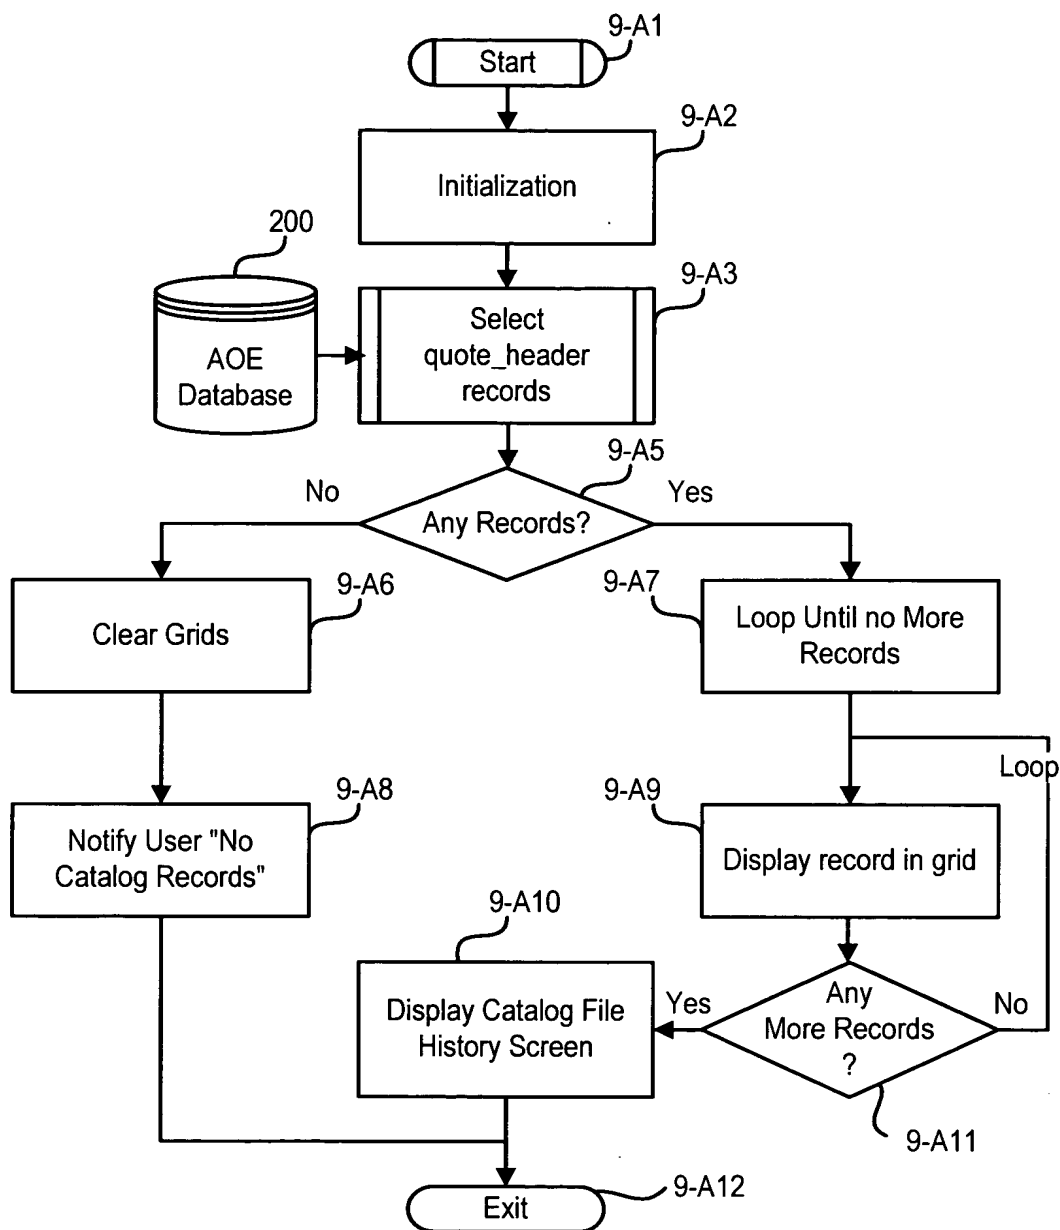 9-A1
Start
9-A2
Initialization
200
9-A3
Select
quote_header
records
AOE
Database
9-A5
No
Yes
Any Records?
9-A6
9-A7
Clear Grids
Loop Until no More
Records
Loop
9-A8
9-A9
Notify User "No
Catalog Records"
Display record in grid
9-A10
Display Catalog File
History Screen
Yes
Any
More Records
?
No
9-A11
Exit
9-A12